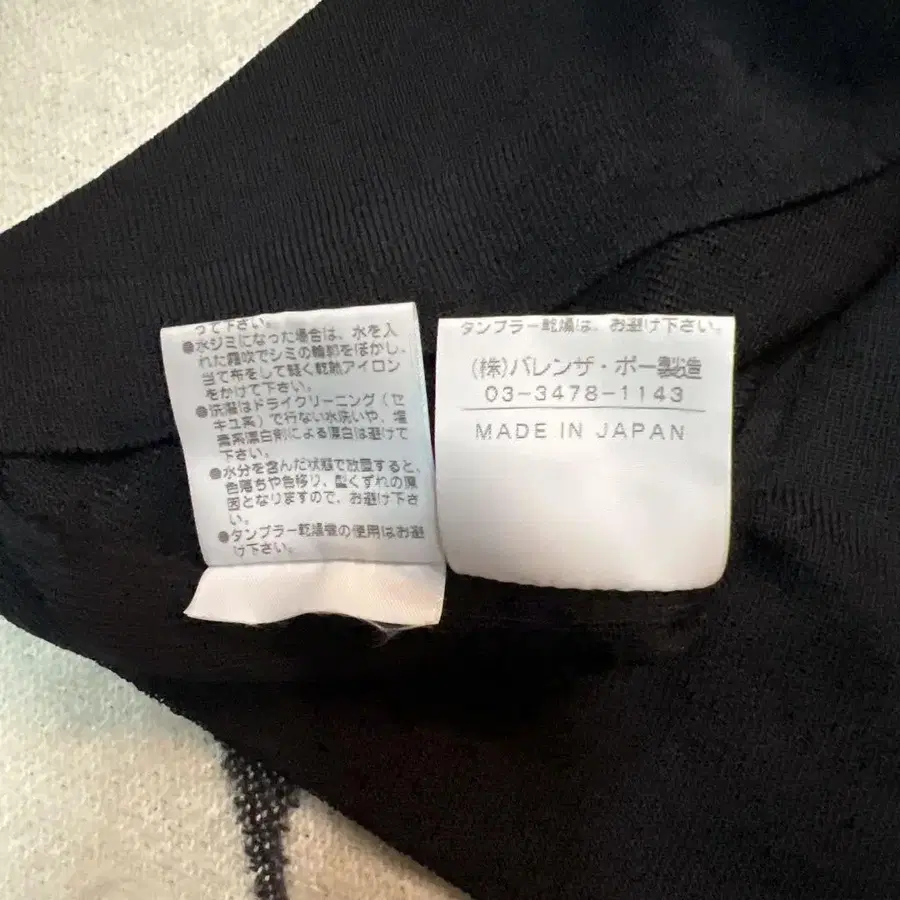 って下さい。
●水ジミになった場合は、水を入
れた霧吹でシミの輪郭をぼかし、
当て布をして軽く乾熱アイロン
をかけて下さい。
●洗濯はドライクリーニング（セ
キユ系）で行ない水洗いや、塩
素系漂白剤による漂白は避けて
下さい。
●水分を含んだ状態で放置すると、
色落ちや色移り、型くずれの原
因となりますので、お避け下さ
い。
●タンブラー乾燥機の使用はお避
け下さい。
タンブラー乾燥は、お避け下さい。
(株)バレンザ・ポー製造
03-3478-1143
MADE IN JAPAN